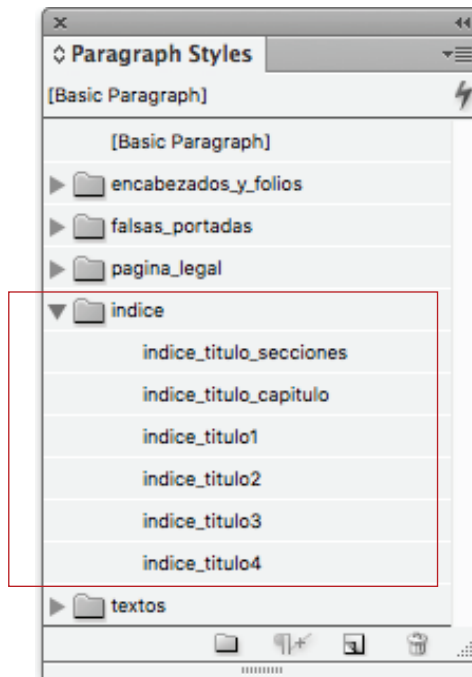 Paragraph Styles
[Basic Paragraph]
[Basic Paragraph]
encabezados_y_folios
falsas_portadas
pagina_legal
indice
indice_titulo_secciones
indice_titulo_capitulo
indice_titulo1
indice_titulo2
indice_titulo3
indice_titulo4
textos